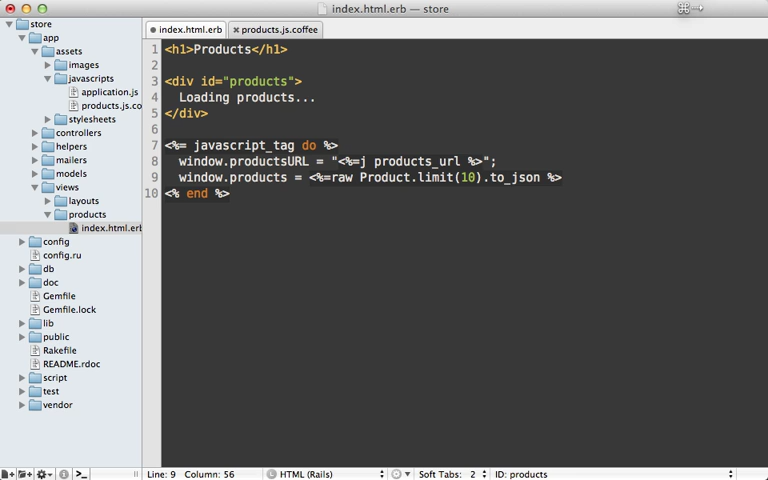 index.html.erb — store
⌘→
store
app
assets
images
javascripts
application.js
products.js.co
stylesheets
controllers
helpers
mailers
models
views
layouts
products
index.html.erb
config
config.ru
db
doc
Gemfile
Gemfile.lock
lib
public
Rakefile
README.rdoc
script
test
vendor
index.html.erb
products.js.coffee
1 <h1>Products</h1>
2
3 <div id="products">
4   Loading products...
5 </div>
6
7 <%= javascript_tag do %>
8   window.productsURL = "<%=j products_url %>";
9   window.products = <%=raw Product.limit(10).to_json %>
10 <% end %>
Line: 9 Column: 56 HTML (Rails) Soft Tabs: 2 ID: products